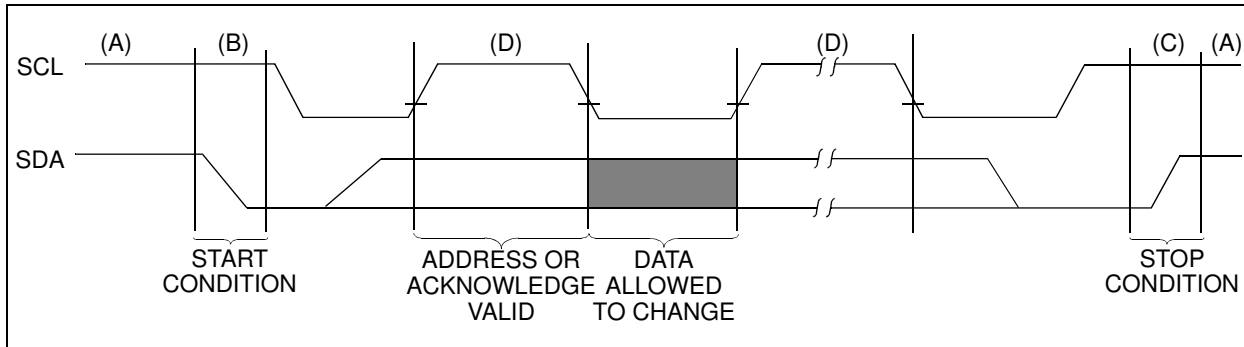 (A) (B) (D) (D) (C) (A)
SCL
SDA
START
CONDITION
ADDRESS OR
ACKNOWLEDGE
VALID
DATA
ALLOWED
TO CHANGE
STOP
CONDITION